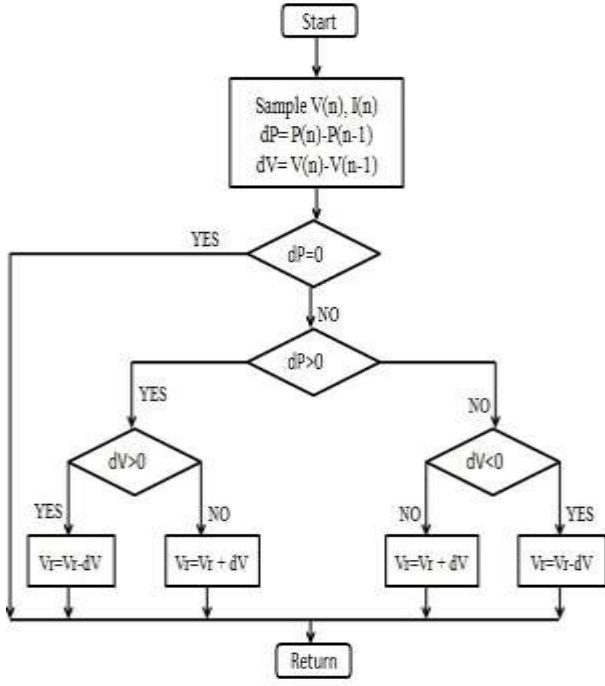 Start
Sample V(n), I(n)
dP= P(n)-P(n-1)
dV= V(n)-V(n-1)
YES
dP=0
NO
dP>0
YES
NO
dV>0
dV<0
YES
NO
NO
YES
Vr=Vr-dV
Vr=Vr + dV
Vr=Vr + dV
Vr=Vr-dV
Return